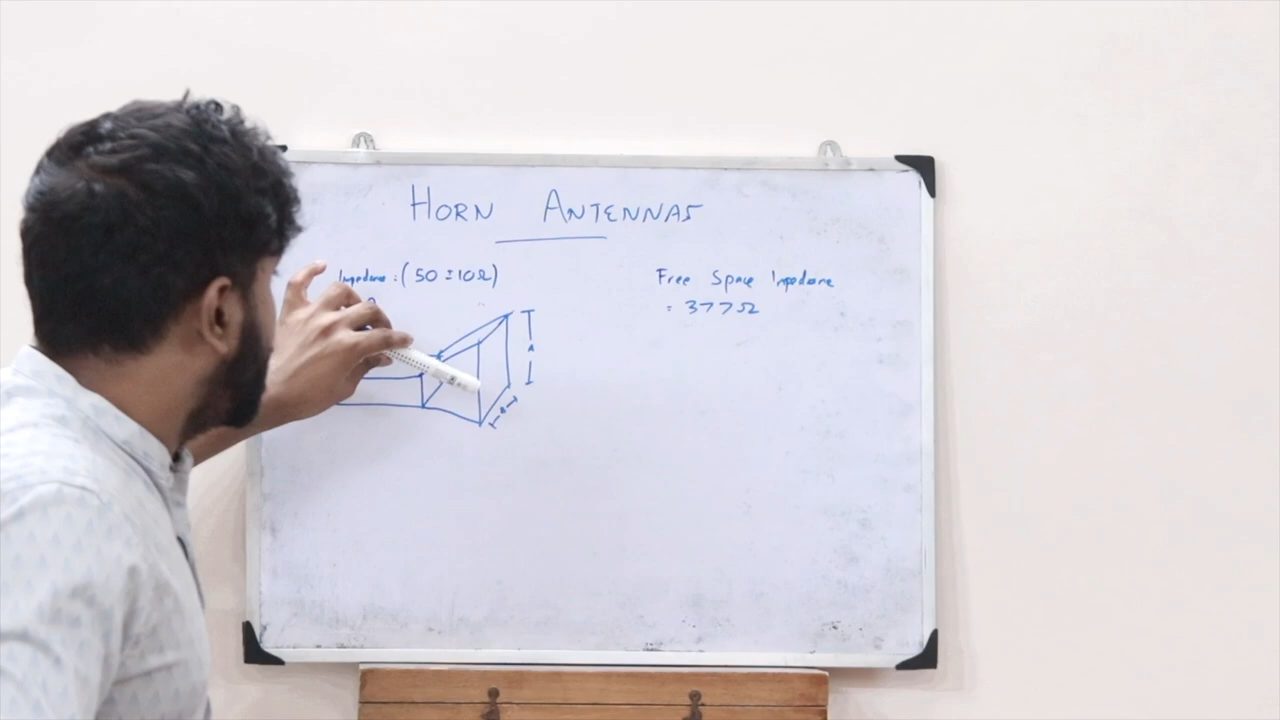 HORN ANTENNAS
Impedance : (50 ± 10Ω)
Free Space Impedance
= 377Ω
A
B